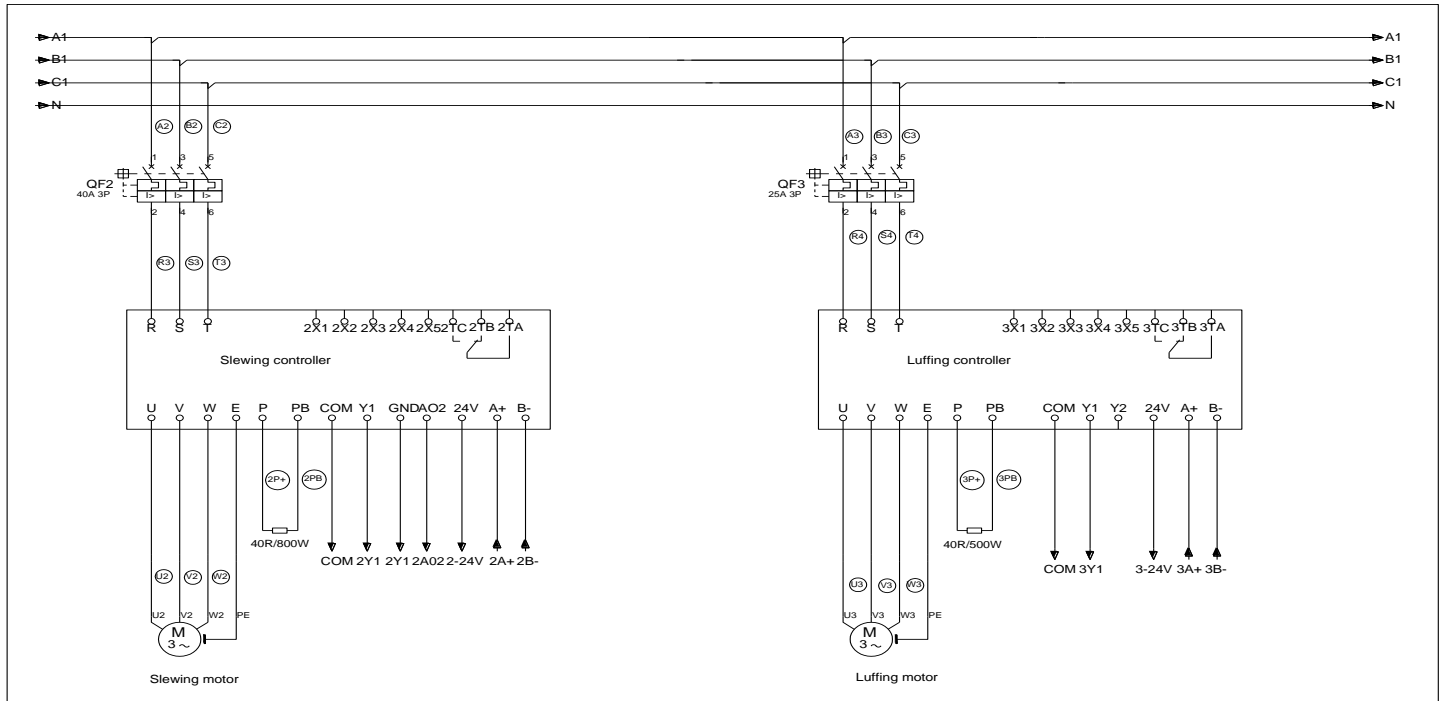 A1 A1
B1 B1
C1 C1
N N
A2 B2 C2
A3 B3 C3
1 3 5
1 3 5
QF2
40A 3P
I> I> I>
QF3
25A 3P
I> I> I>
2 4 6
2 4 6
R3 S3 T3
R4 S4 T4
R S T 2X1 2X2 2X3 2X4 2X5 2TC 2TB 2TA
Slewing controller
U V W E P PB COM Y1 GND AO2 24V A+ B-
R S T 3X1 3X2 3X3 3X4 3X5 3TC 3TB 3TA
Luffing controller
U V W E P PB COM Y1 Y2 24V A+ B-
2P+ 2PB
3P+ 3PB
40R/800W
COM 2Y1 2Y1 2A02 2-24V 2A+ 2B-
40R/500W
COM 3Y1 3-24V 3A+ 3B-
U2 V2 W2
U3 V3 W3
U2 V2 W2 PE
U3 V3 W3 PE
M
3 ~
M
3 ~
Slewing motor
Luffing motor